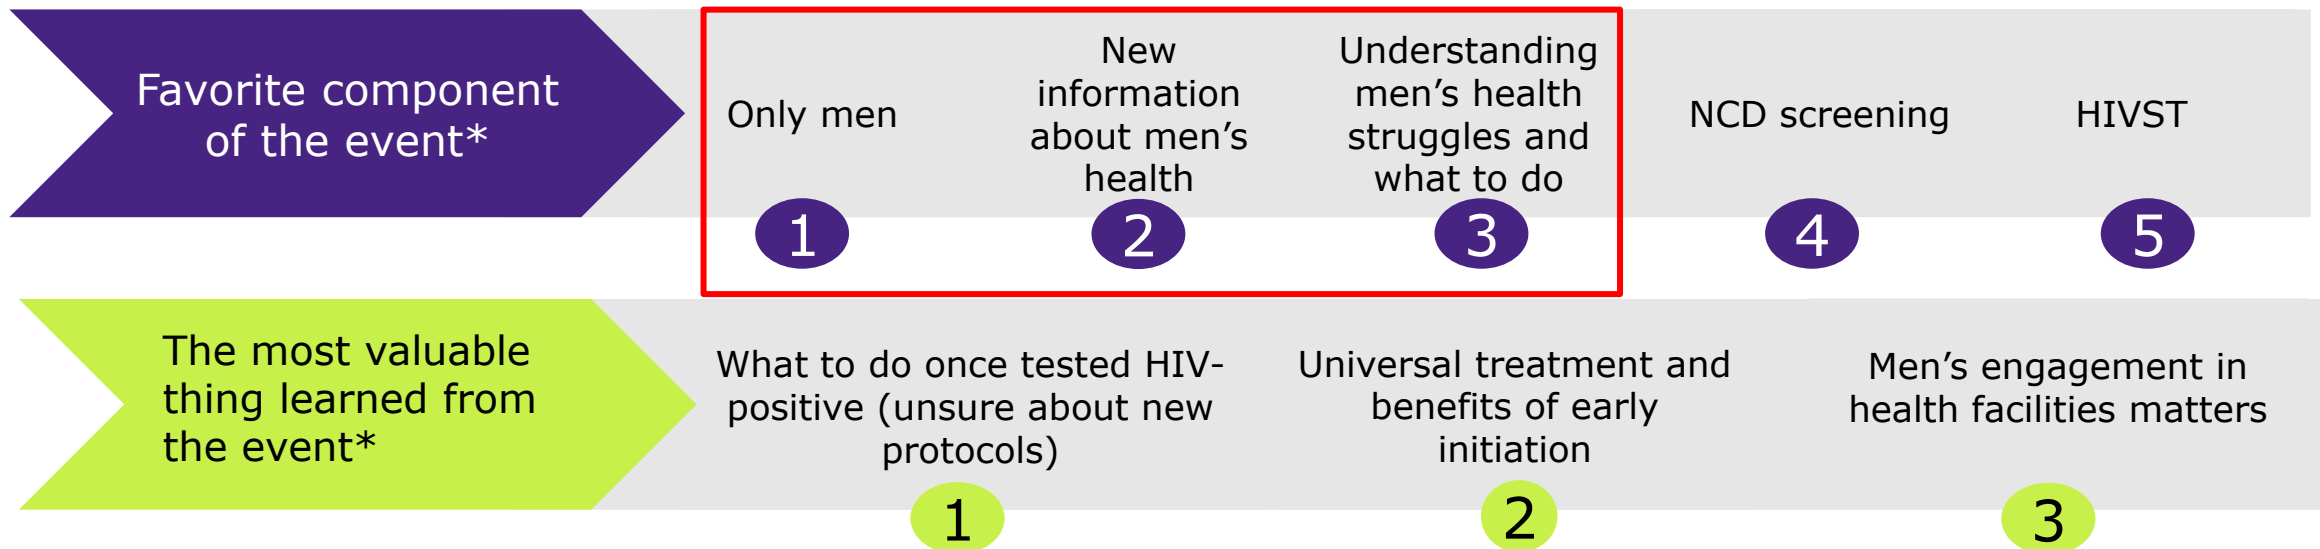 Favorite component
of the event*
Only men
New
information
about men’s
health
Understanding
men’s health
struggles and
what to do
NCD screening
HIVST
1
2
3
4
5
The most valuable
thing learned from
the event*
What to do once tested HIV-
positive (unsure about new
protocols)
Universal treatment and
benefits of early
initiation
Men’s engagement in
health facilities matters
1
2
3